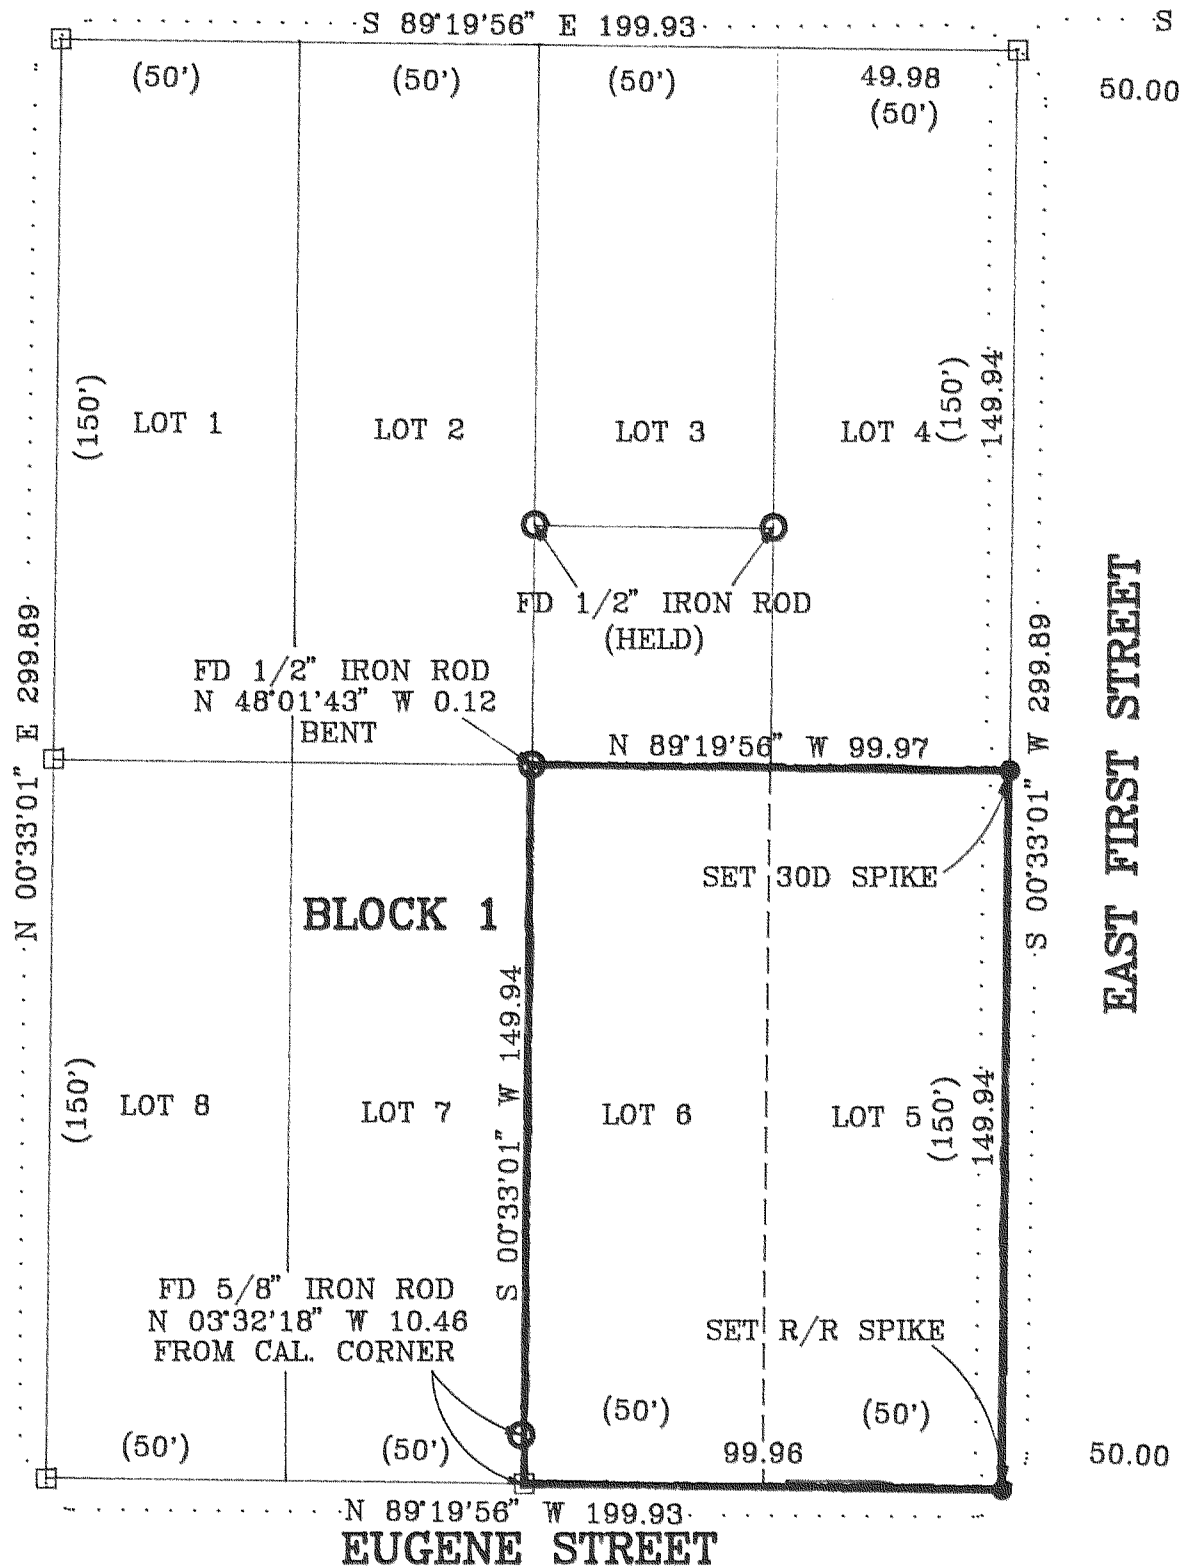 S 89°19'56" E 199.93
S
(50')
(50')
(50')
49.98
(50')
50.00
(150')
LOT 1
LOT 2
LOT 3
LOT 4
(150')
149.94
FD 1/2" IRON ROD
(HELD)
FD 1/2" IRON ROD
N 48°01'43" W 0.12
BENT
N 00°33'01" E 299.89
N 89°19'56" W 99.97
S 00°33'01" W 299.89
EAST FIRST STREET
SET 30D SPIKE
BLOCK 1
S 00°33'01" W 149.94
(150')
LOT 8
LOT 7
LOT 6
LOT 5
(150')
149.94
FD 5/8" IRON ROD
N 03°32'18" W 10.46
FROM CAL. CORNER
SET R/R SPIKE
(50')
(50')
(50')
(50')
99.96
50.00
N 89°19'56" W 199.93
EUGENE STREET